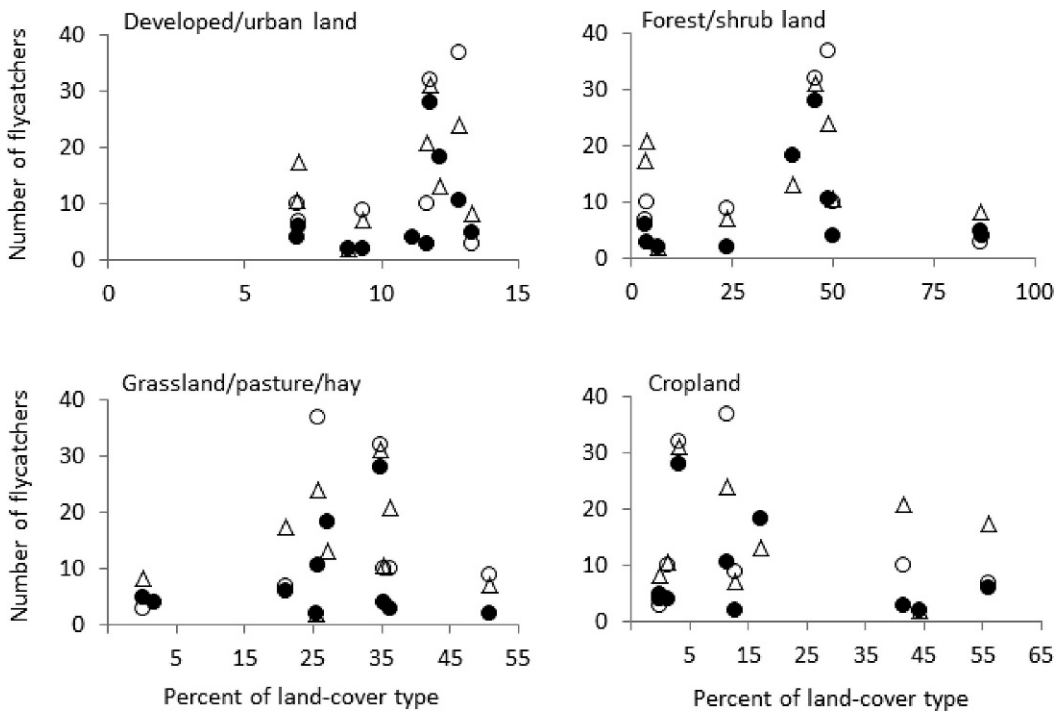 Developed/urban land
Number of flycatchers
40
30
20
10
0
0 5 10 15
Forest/shrub land
40
30
20
10
0
0 25 50 75 100
Grassland/pasture/hay
Number of flycatchers
40
30
20
10
0
5 15 25 35 45 55
Percent of land-cover type
Cropland
40
30
20
10
0
5 15 25 35 45 55 65
Percent of land-cover type